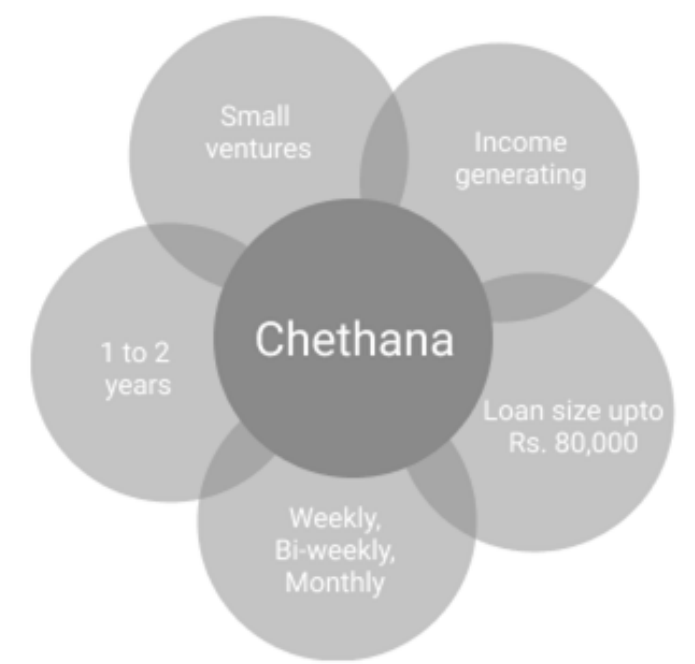 Small
ventures
Income
generating
Chethana
1 to 2
years
Loan size upto
Rs. 80,000
Weekly,
Bi-weekly,
Monthly